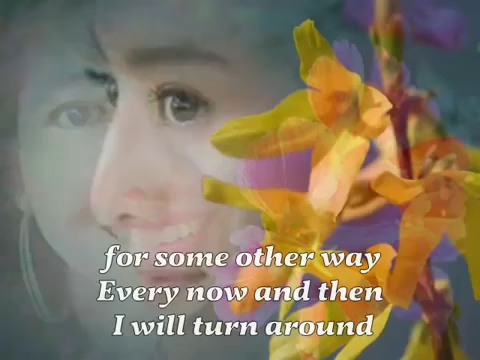 for some other way
Every now and then
I will turn around